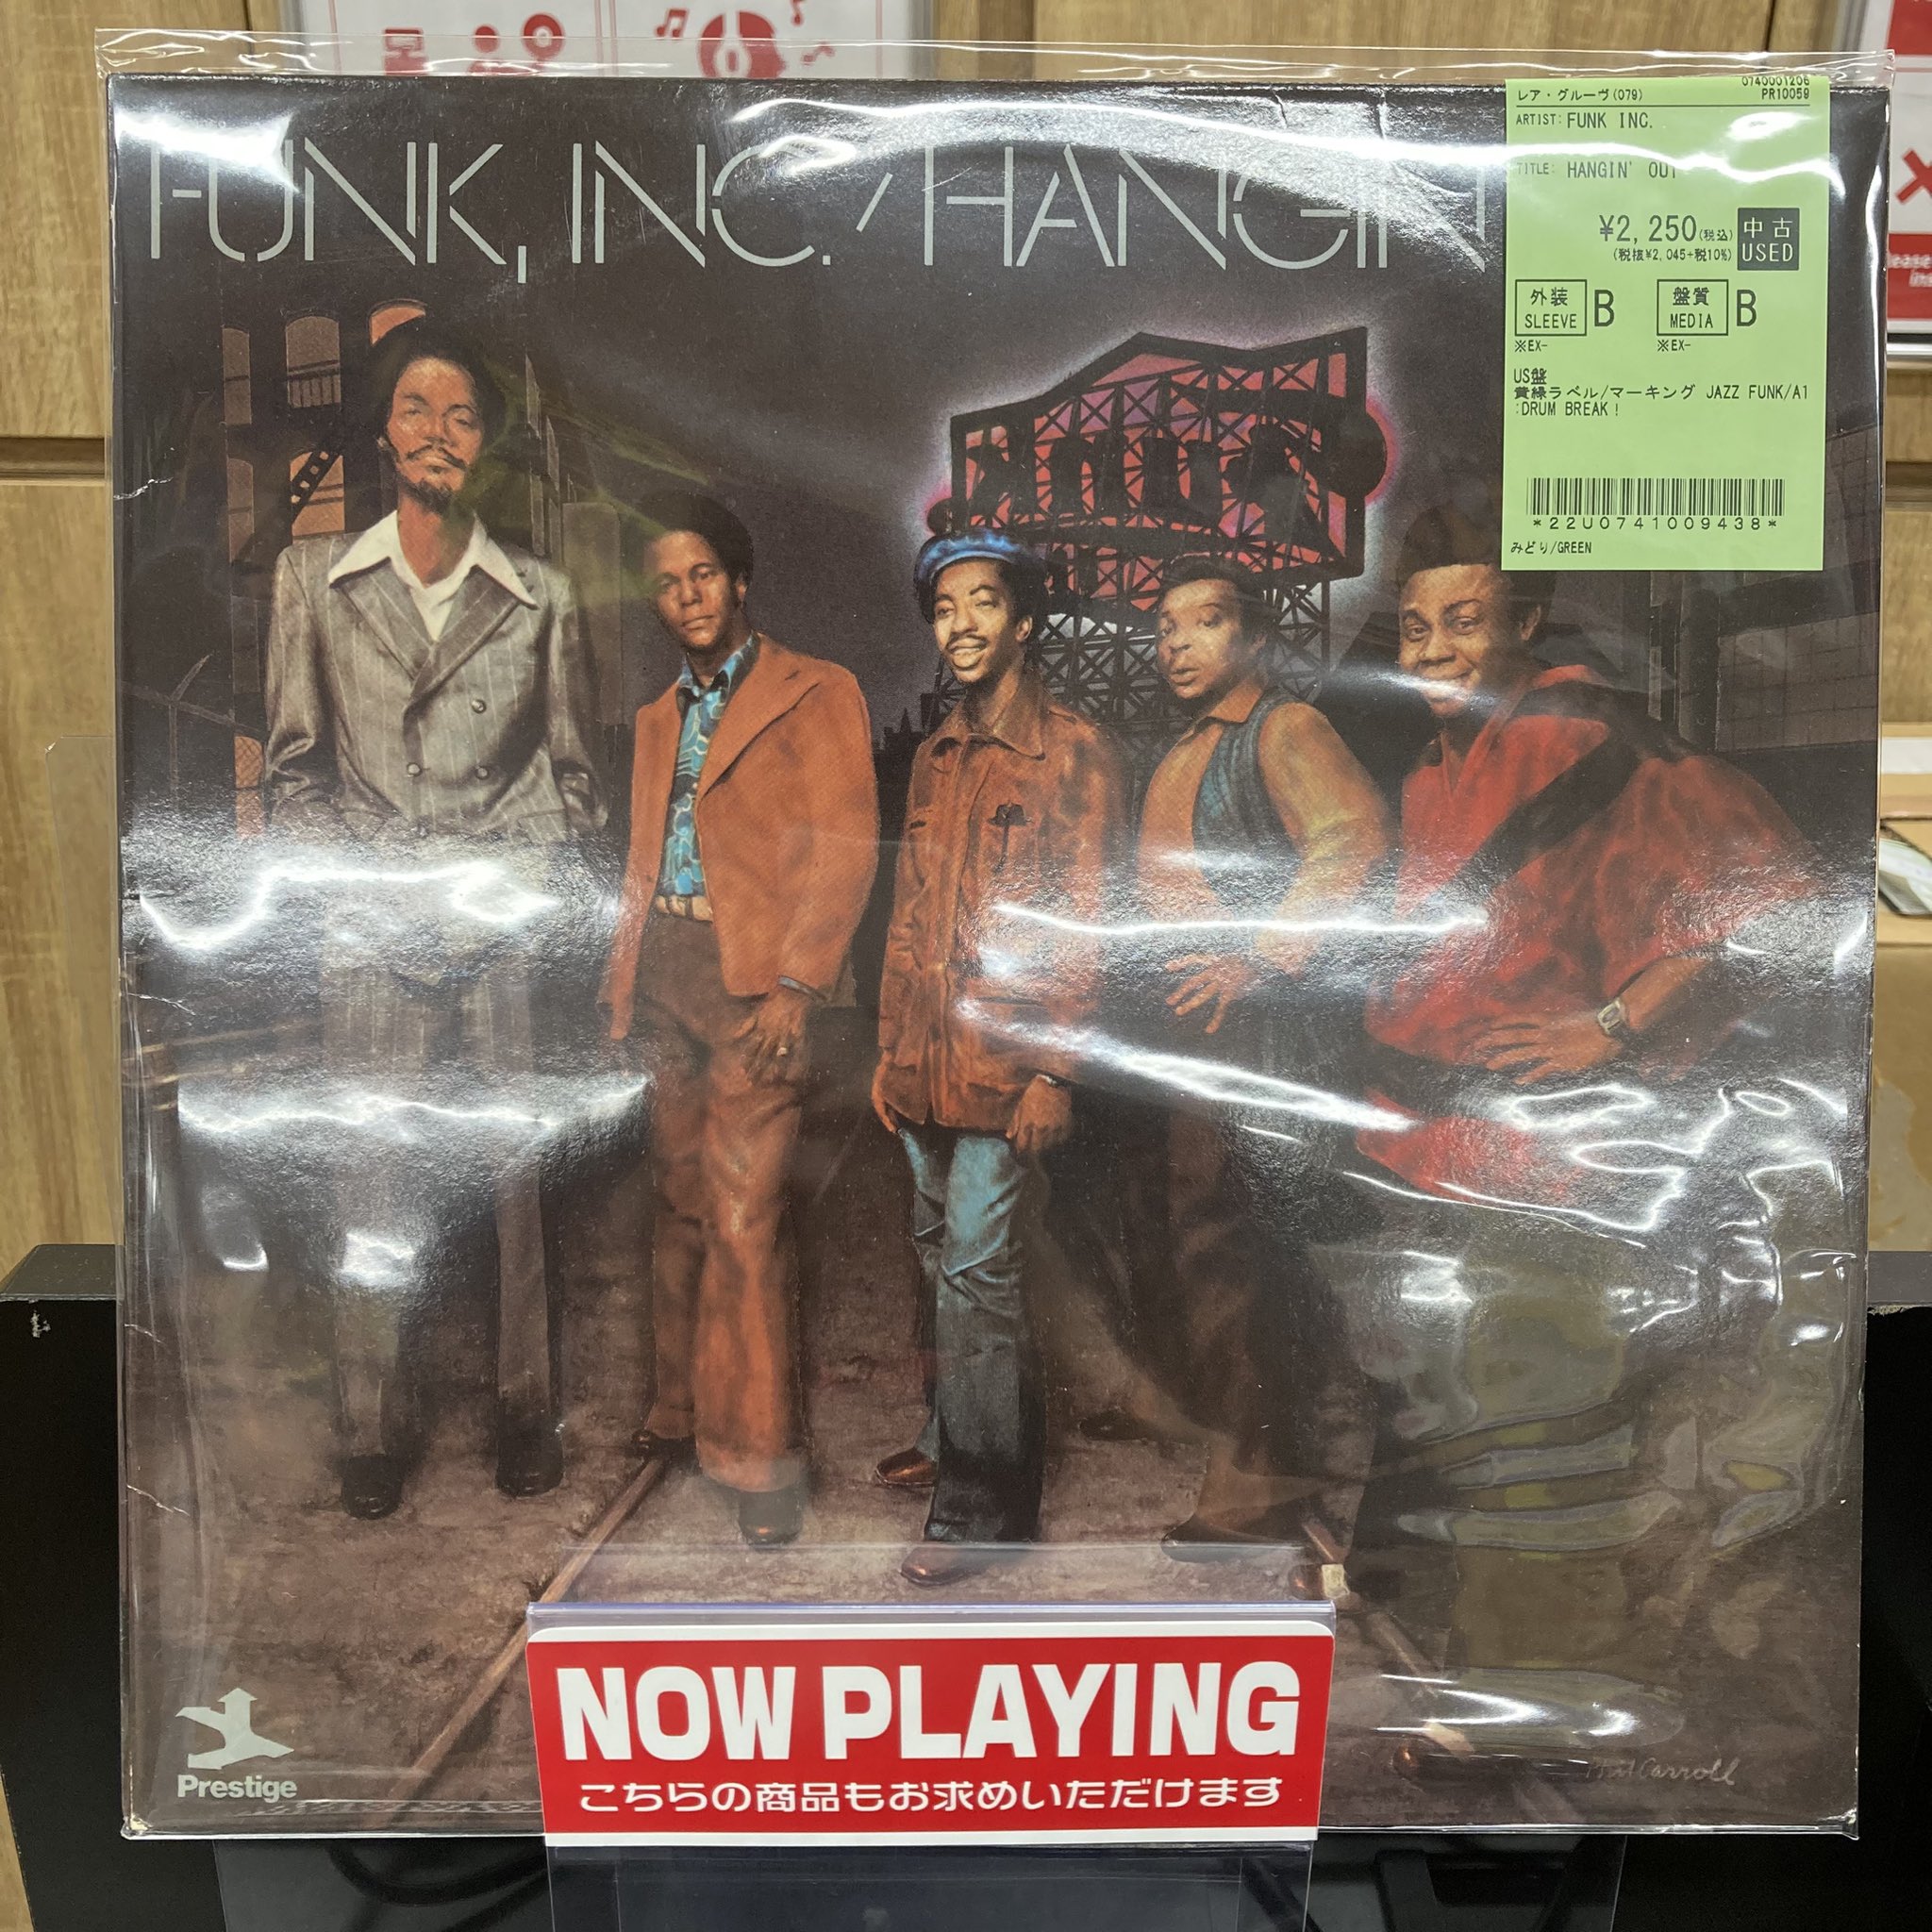 FUNK, INC. / HANGIN'
レア・グルーヴ(079)
0740001206
PR10059
ARTIST: FUNK INC.
TITLE: HANGIN' OUT
¥2,250(税込)
(税抜¥2,045+税10%)
中古
USED
外装
SLEEVE
B
※EX-
盤質
MEDIA
B
※EX-
US盤
黄緑ラベル/マーキング JAZZ FUNK/A1
:DRUM BREAK!
*22U0741009438*
みどり/GREEN
Prestige
Phil Carroll
NOW PLAYING
こちらの商品もお求めいただけます